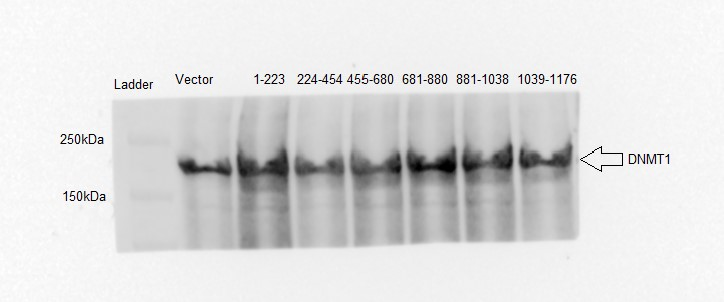 Ladder Vector 1-223 224-454 455-680 681-880 881-1038 1039-1176
250kDa
DNMT1
150kDa